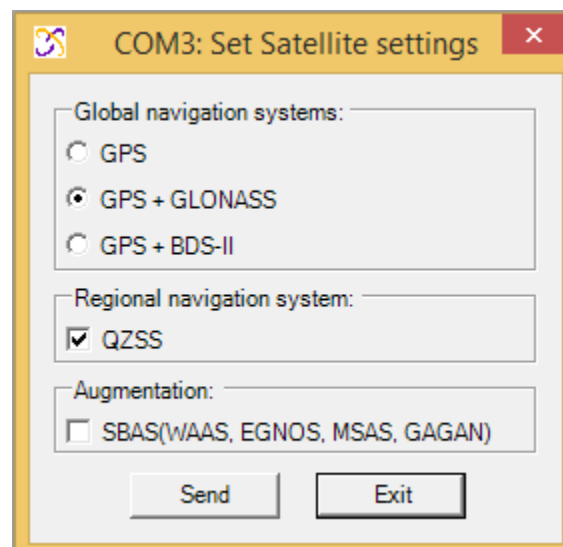 COM3: Set Satellite settings
Global navigation systems:
GPS
GPS + GLONASS
GPS + BDS-II
Regional navigation system:
QZSS
Augmentation:
SBAS(WAAS, EGNOS, MSAS, GAGAN)
Send Exit